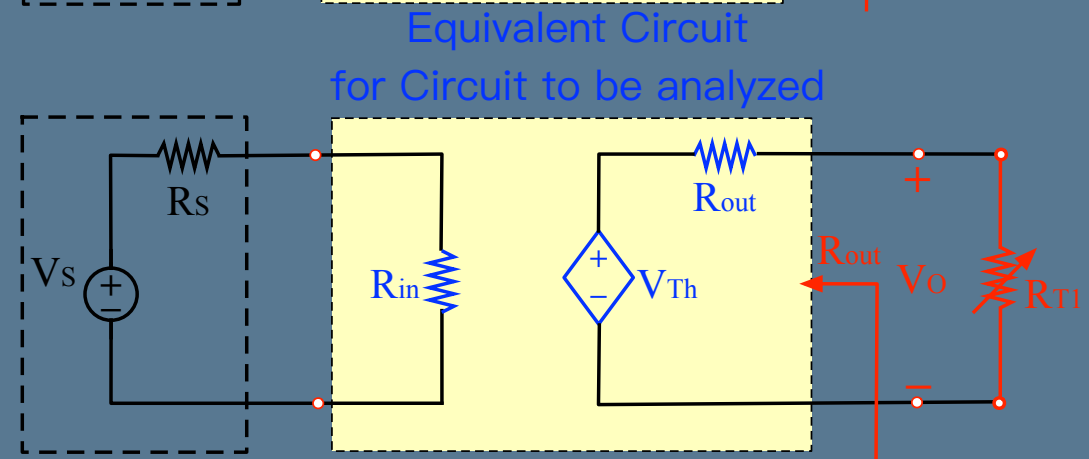 Equivalent Circuit
for Circuit to be analyzed
RS
Rout
+
Rout
VS
+
−
Rin
+
−
VTh
VO
RT1
−